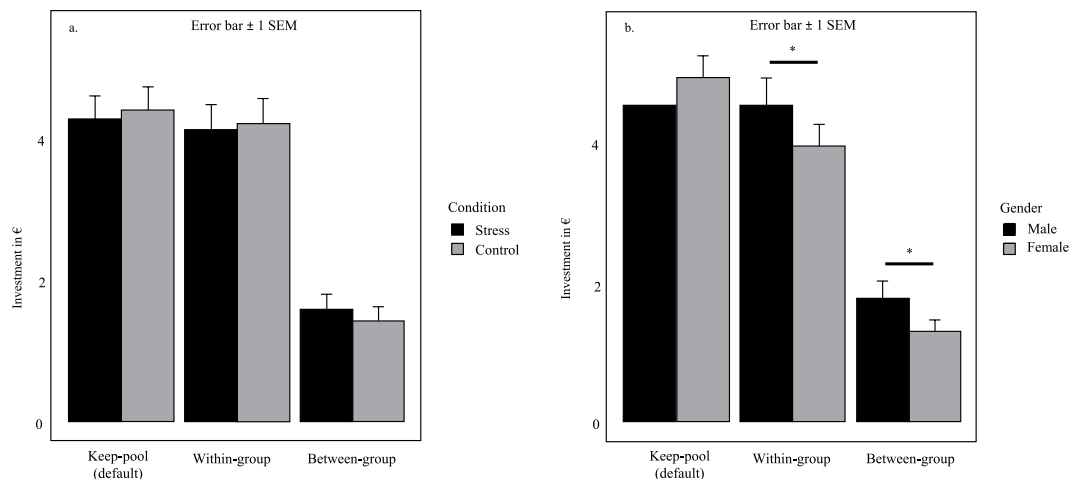 a.
Error bar ± 1 SEM
Investment in €
4
2
0
Keep-pool
(default)
Within-group
Between-group
Condition
Stress
Control
b.
Error bar ± 1 SEM
*
*
Investment in €
4
2
0
Keep-pool
(default)
Within-group
Between-group
Gender
Male
Female